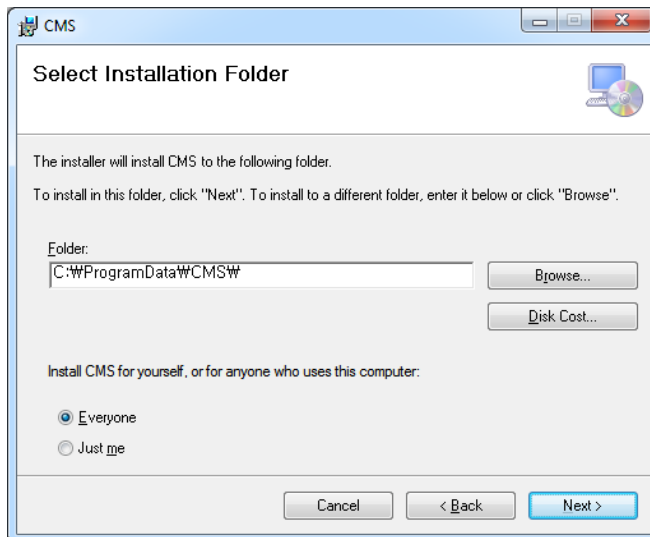 CMS
Select Installation Folder
The installer will install CMS to the following folder.
To install in this folder, click "Next". To install to a different folder, enter it below or click "Browse".
Folder:
C:₩ProgramData₩CMS₩
Browse...
Disk Cost...
Install CMS for yourself, or for anyone who uses this computer:
Everyone
Just me
Cancel
< Back
Next >